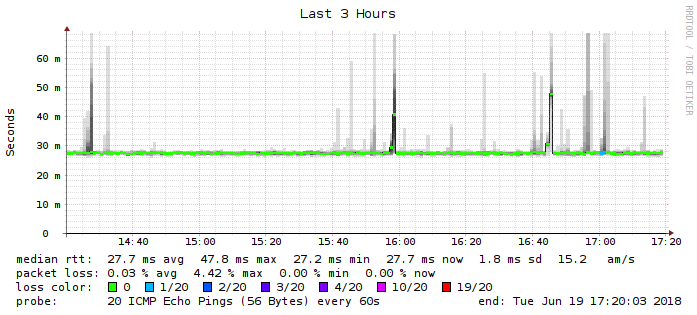 Last 3 Hours
RRDTOOL / TOBI OETIKER
Seconds
60 m
50 m
40 m
30 m
20 m
10 m
0
14:40 15:00 15:20 15:40 16:00 16:20 16:40 17:00 17:20
median rtt: 27.7 ms avg 47.8 ms max 27.2 ms min 27.7 ms now 1.8 ms sd 15.2 am/s
packet loss: 0.03 % avg 4.42 % max 0.00 % min 0.00 % now
loss color: 0 1/20 2/20 3/20 4/20 10/20 19/20
probe: 20 ICMP Echo Pings (56 Bytes) every 60s end: Tue Jun 19 17:20:03 2018